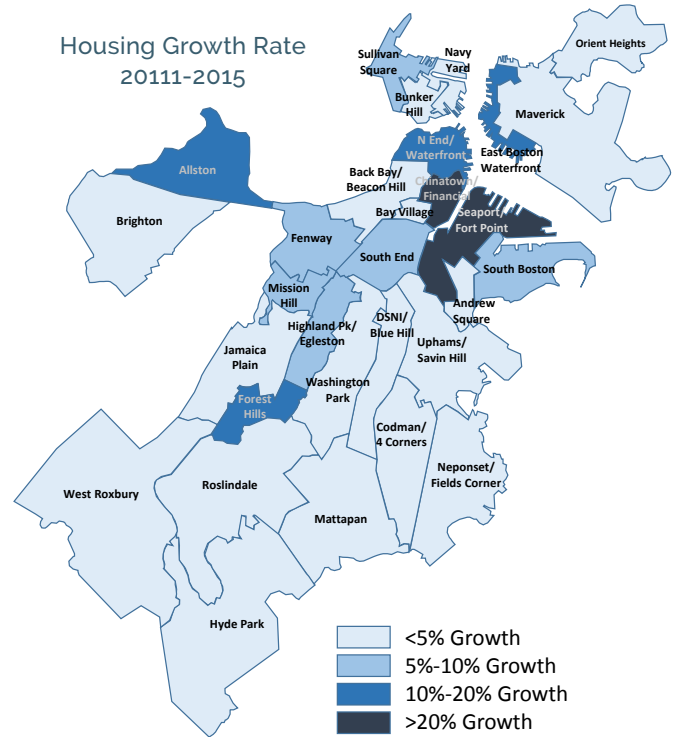 Housing Growth Rate
20111-2015
Orient Heights
Sullivan
Square
Navy
Yard
Bunker
Hill
Maverick
N End/
Waterfront
East Boston
Waterfront
Allston
Back Bay/
Beacon Hill
Chinatown/
Financial
Bay Village
Seaport/
Fort Point
Brighton
Fenway
South End
South Boston
Mission
Hill
Andrew
Square
Highland Pk/
Egleston
DSNI/
Blue Hill
Uphams/
Savin Hill
Jamaica
Plain
Washington
Park
Forest
Hills
Codman/
4 Corners
Neponset/
Fields Corner
West Roxbury
Roslindale
Mattapan
Hyde Park
<5% Growth
5%-10% Growth
10%-20% Growth
>20% Growth